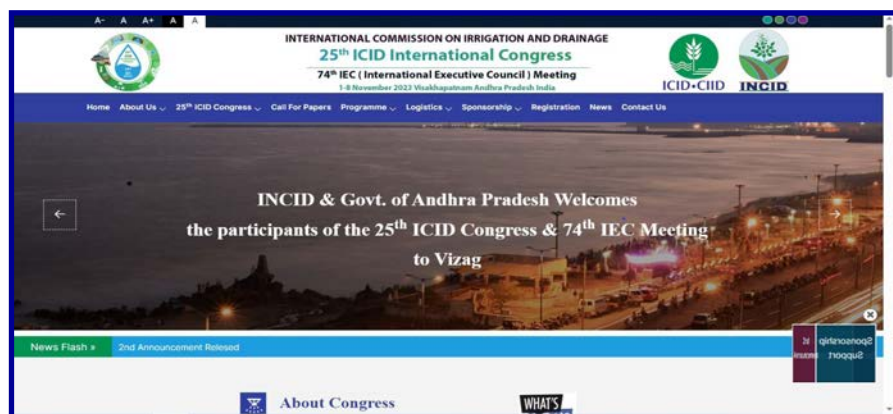 A- A A+ A A
INTERNATIONAL COMMISSION ON IRRIGATION AND DRAINAGE
25th ICID International Congress
74th IEC ( International Executive Council ) Meeting
1-8 November 2023 Visakhapatnam Andhra Pradesh India
ICID•CIID
INCID
Home About Us 25th ICID Congress Call For Papers Programme Logistics Sponsorship Registration News Contact Us
INCID & Govt. of Andhra Pradesh Welcomes
the participants of the 25th ICID Congress & 74th IEC Meeting
to Vizag
News Flash »
2nd Announcement Relesed
Sponsorship
Support
About Congress
WHAT'S